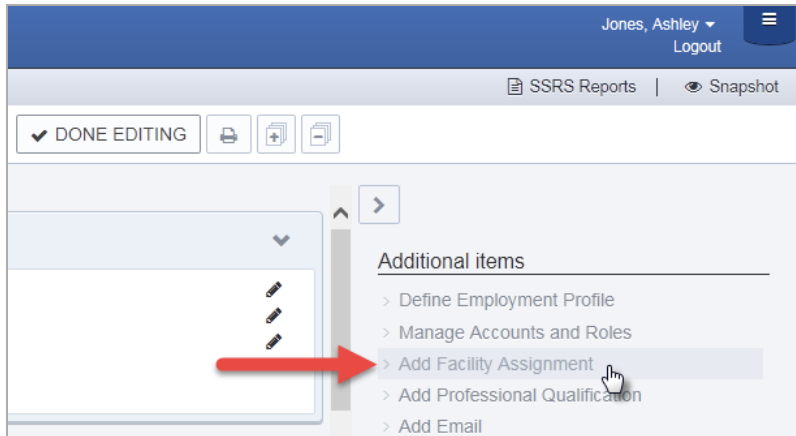 Jones, Ashley
Logout
SSRS Reports | Snapshot
DONE EDITING
Additional items
> Define Employment Profile
> Manage Accounts and Roles
> Add Facility Assignment
> Add Professional Qualification
> Add Email